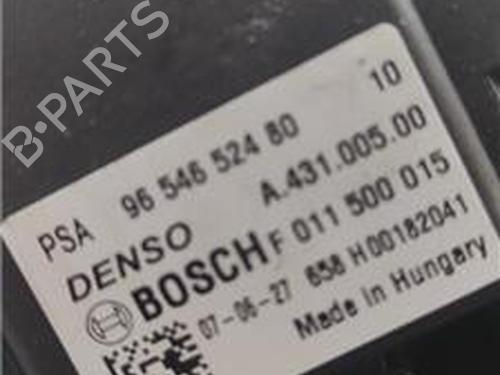 B-PARTS
PSA 96 546 524 80 10
DENSO A.431.005.00
BOSCH F 011 500 015
07-06-27 658 H00182041
Made in Hungary